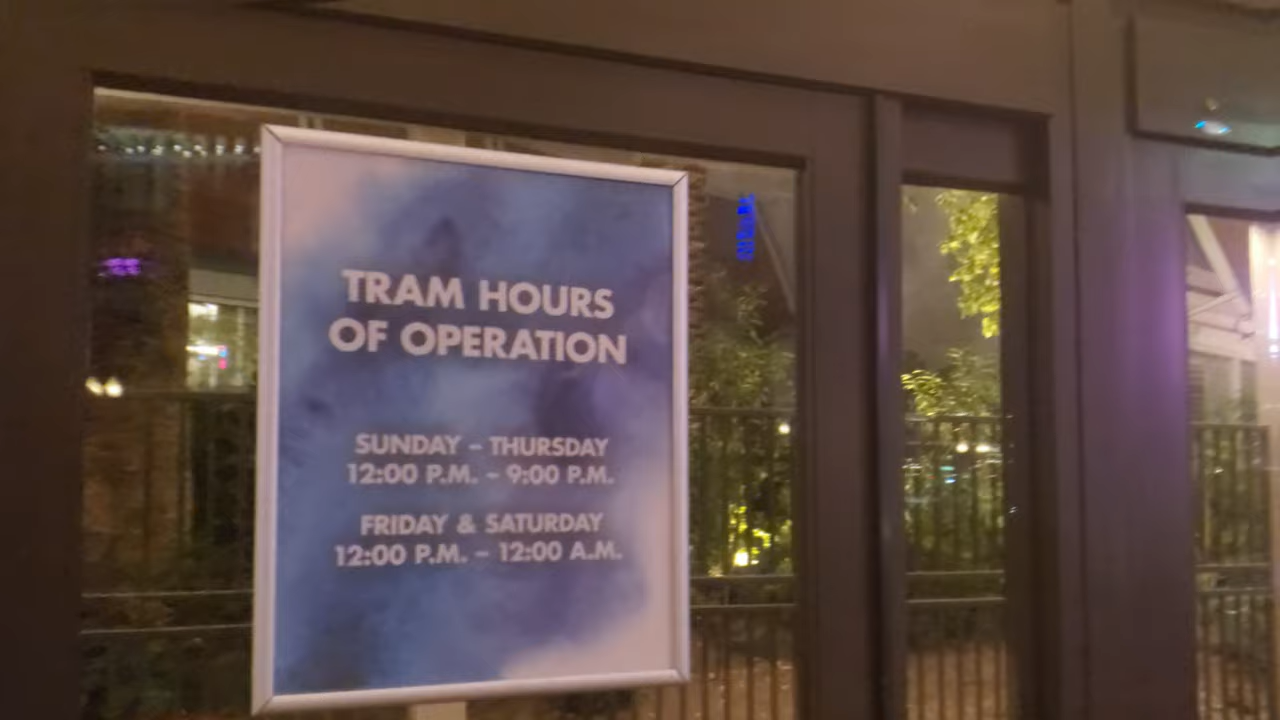 TRAM HOURS
OF OPERATION
SUNDAY – THURSDAY
12:00 P.M. – 9:00 P.M.
FRIDAY & SATURDAY
12:00 P.M. – 12:00 A.M.